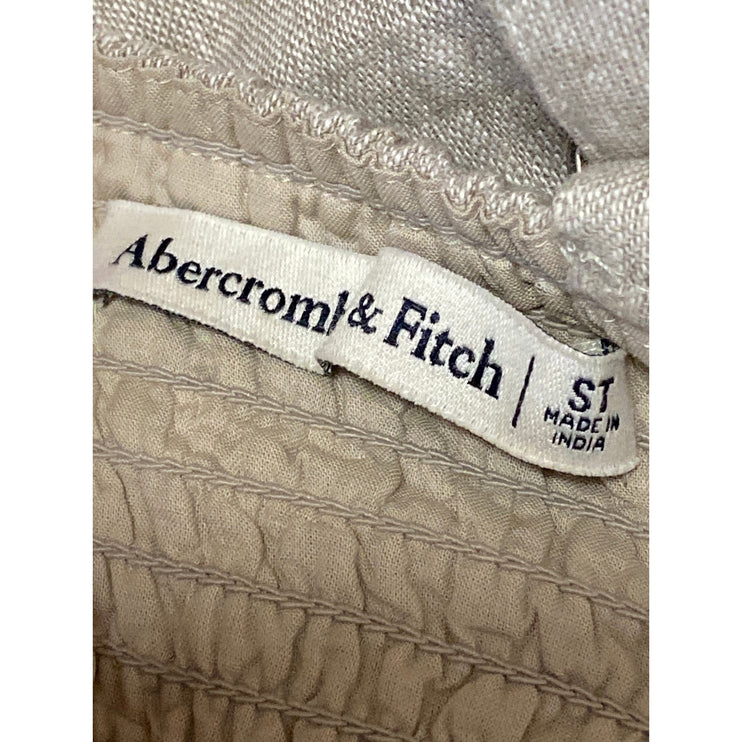 Abercrom & Fitch | ST
MADE IN
INDIA